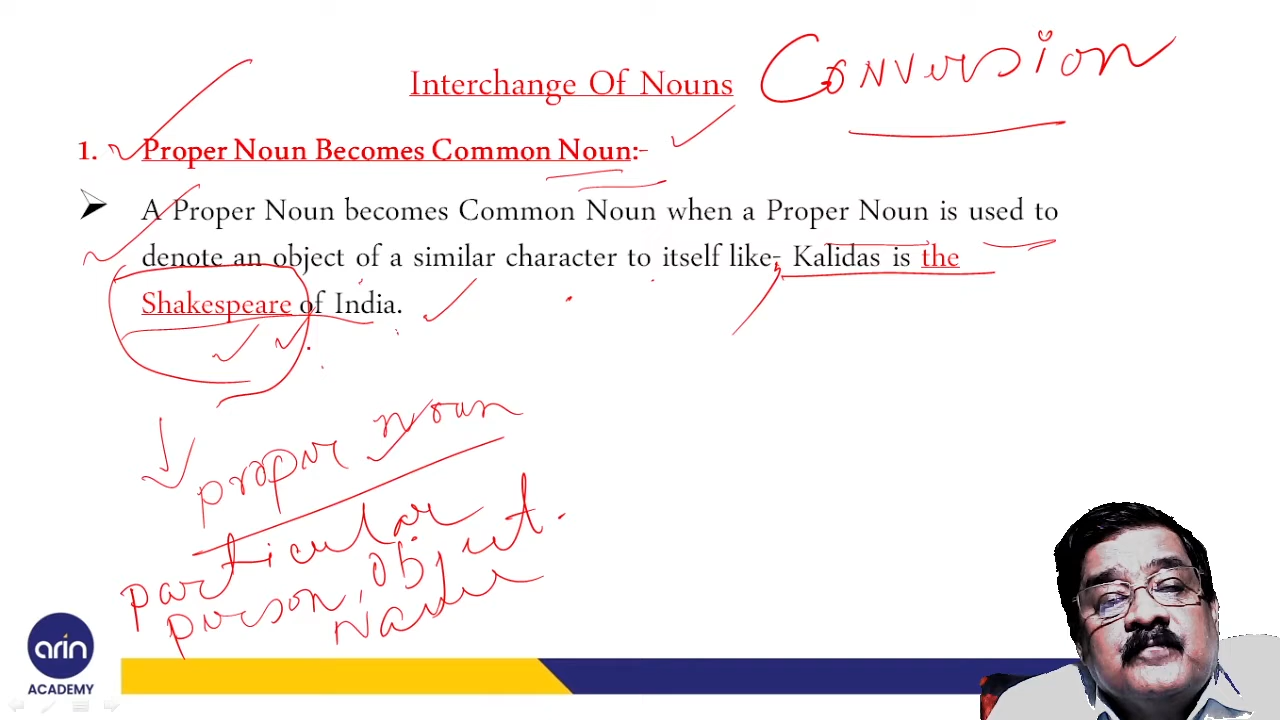 Interchange Of Nouns Conversion
1. Proper Noun Becomes Common Noun:-
A Proper Noun becomes Common Noun when a Proper Noun is used to
denote an object of a similar character to itself like- Kalidas is the
Shakespeare of India.
proper noun
particular
person, object.
arin
ACADEMY